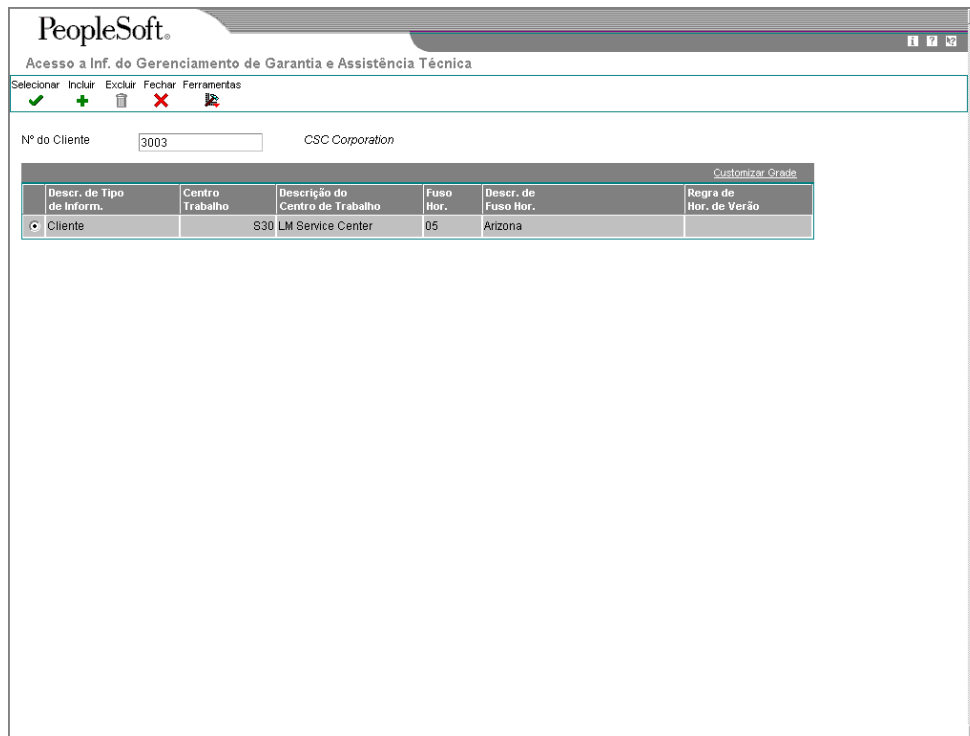 PeopleSoft®
Acesso a Inf. do Gerenciamento de Garantia e Assistência Técnica
Selecionar Incluir Excluir Fechar Ferramentas
Nº do Cliente 3003 CSC Corporation
Customizar Grade
Descr. de Tipo de Inform. Centro Trabalho Descrição do Centro de Trabalho Fuso Hor. Descr. de Fuso Hor. Regra de Hor. de Verão
Cliente S30 LM Service Center 05 Arizona